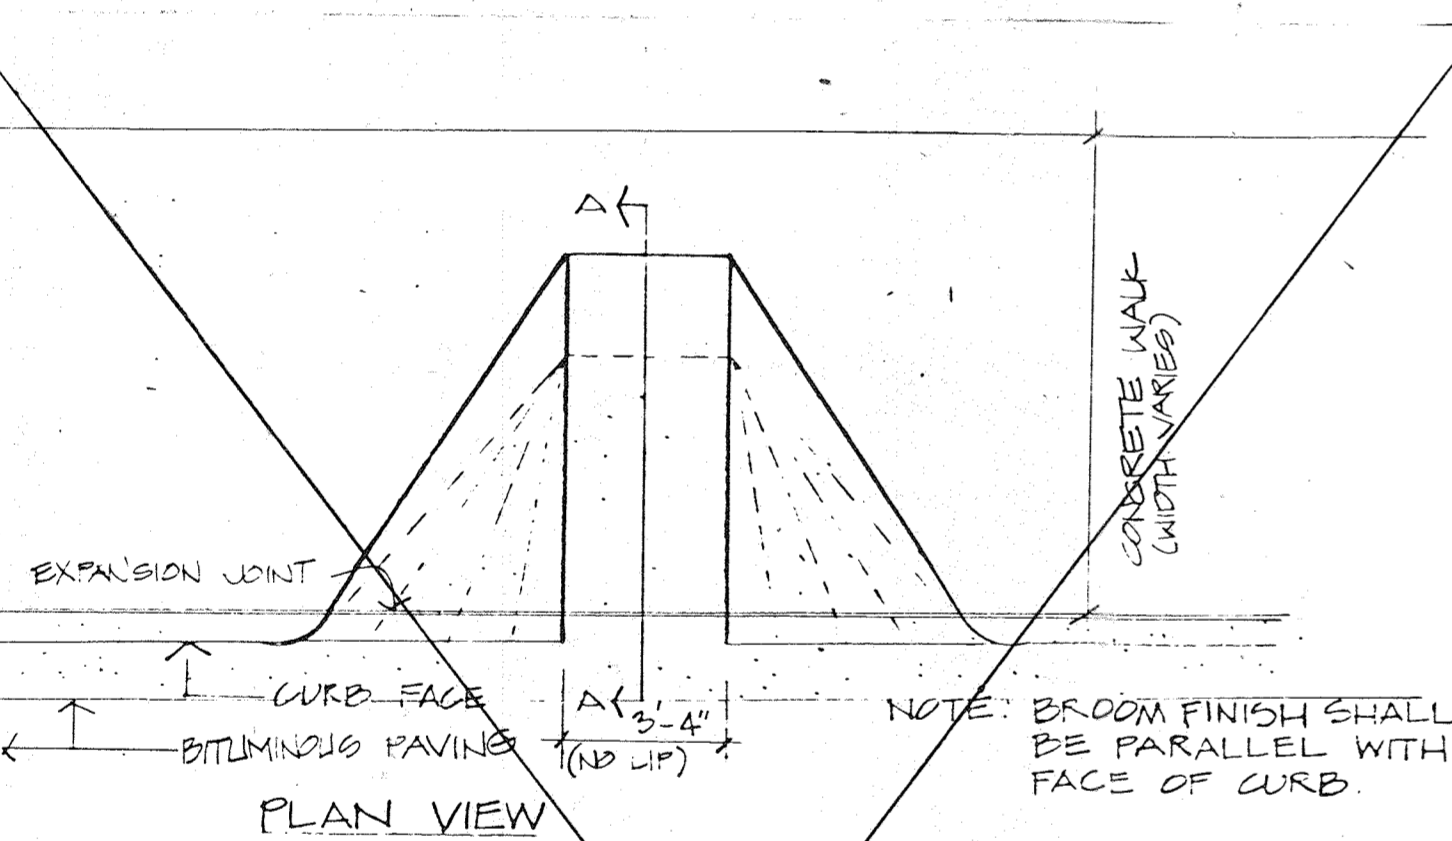 A
CONCRETE WALK
(WIDTH VARIES)
EXPANSION JOINT
CURB FACE
A
3'-4"
(NO LIP)
BITUMINOUS PAVING
NOTE: BROOM FINISH SHALL
BE PARALLEL WITH
FACE OF CURB.
PLAN VIEW